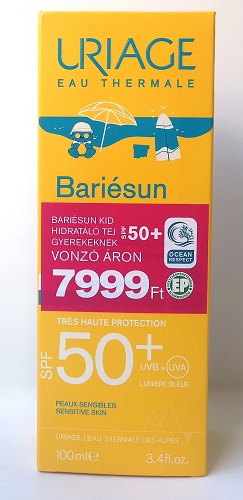 URIAGE
EAU THERMALE
Bariésun
BARIÉSUN KID
HIDRATÁLÓ TEJ
GYEREKEKNEK
SPF 50+
VONZÓ ÁRON
7999 Ft
OCEAN
RESPECT
EP
TRÈS HAUTE PROTECTION
SPF 50+
UVB + UVA
LUMIÈRE BLEUE
PEAUX SENSIBLES
SENSITIVE SKIN
URIAGE, L'EAU THERMALE DES ALPES
100ml℮ 3.4fl.oz.